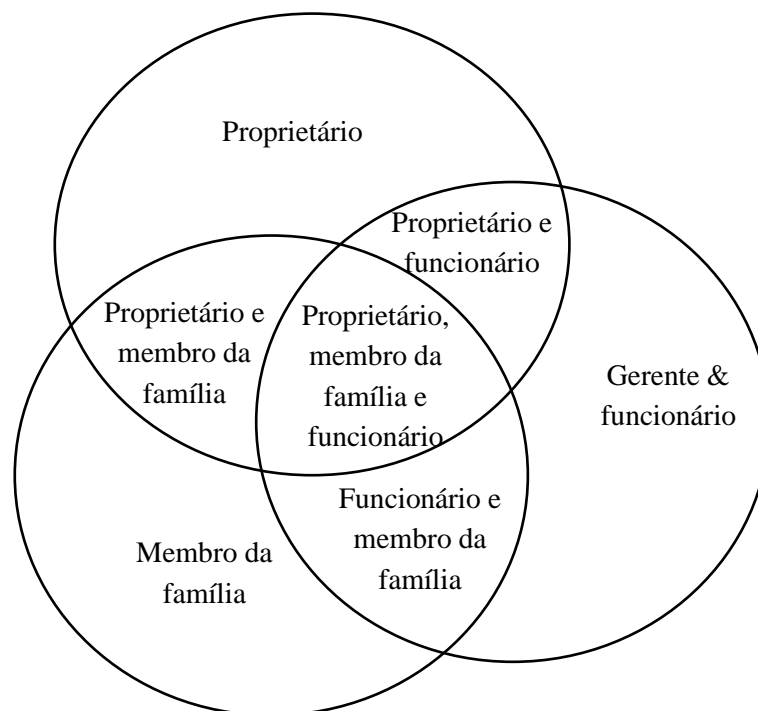 Proprietário
Proprietário e
funcionário
Proprietário e
membro da
família
Proprietário,
membro da
família e
funcionário
Gerente &
funcionário
Funcionário e
membro da
família
Membro da
família